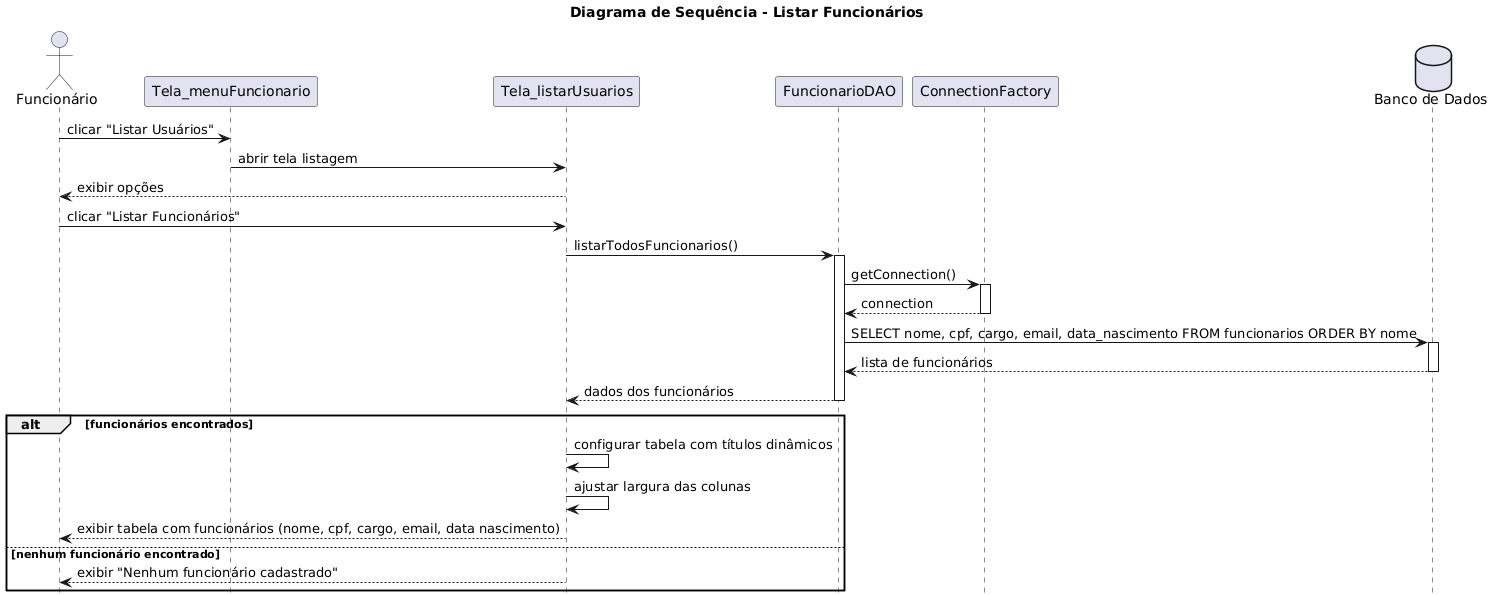 Diagrama de Sequência - Listar Funcionários
Funcionário
Tela_menuFuncionario
Tela_listarUsuarios
FuncionarioDAO
ConnectionFactory
Banco de Dados
clicar "Listar Usuários"
abrir tela listagem
exibir opções
clicar "Listar Funcionários"
listarTodosFuncionarios()
getConnection()
connection
SELECT nome, cpf, cargo, email, data_nascimento FROM funcionarios ORDER BY nome
lista de funcionários
dados dos funcionários
alt
[funcionários encontrados]
configurar tabela com títulos dinâmicos
ajustar largura das colunas
exibir tabela com funcionários (nome, cpf, cargo, email, data nascimento)
[nenhum funcionário encontrado]
exibir "Nenhum funcionário cadastrado"